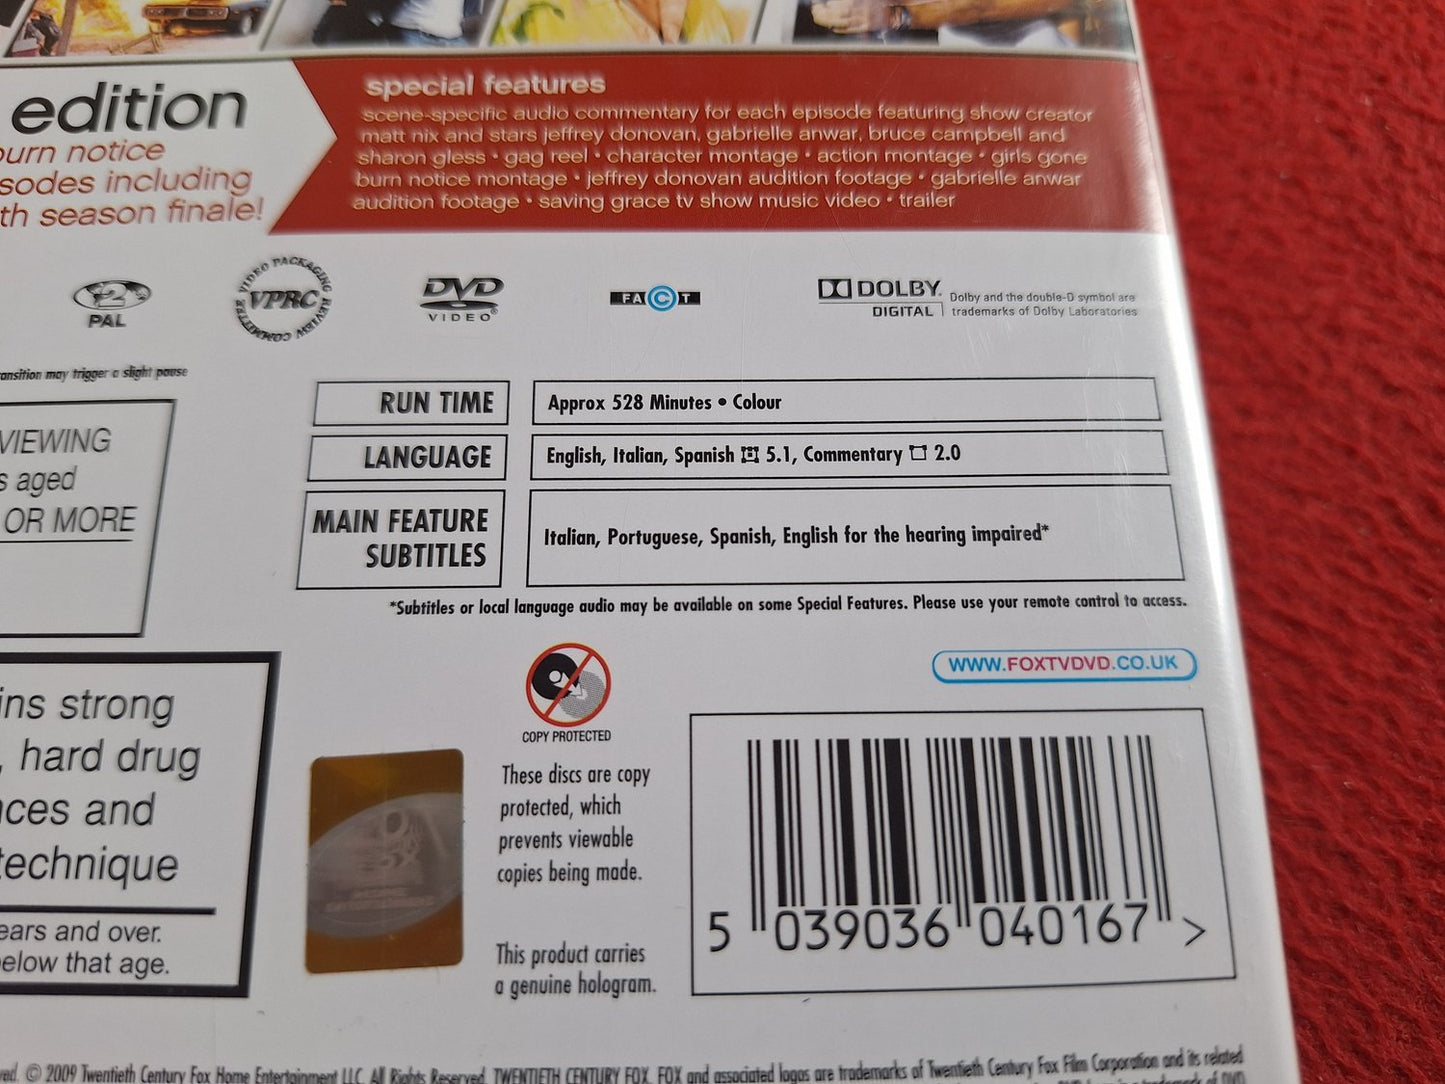 edition
burn notice
sodes including
th season finale!
special features
scene-specific audio commentary for each episode featuring show creator
matt nix and stars jeffrey donovan, gabrielle anwar, bruce campbell and
sharon gless • gag reel • character montage • action montage • girls gone
burn notice montage • jeffrey donovan audition footage • gabrielle anwar
audition footage • saving grace tv show music video • trailer
2
PAL
VIDEO PACKAGING REVIEW COMMITTEE
VPRC
DVD
VIDEO
FACT
DOLBY
DIGITAL
Dolby and the double-D symbol are
trademarks of Dolby Laboratories
ansition may trigger a slight pause
VIEWING
s aged
OR MORE
RUN TIME
Approx 528 Minutes • Colour
LANGUAGE
English, Italian, Spanish 5.1, Commentary 2.0
MAIN FEATURE
SUBTITLES
Italian, Portuguese, Spanish, English for the hearing impaired*
*Subtitles or local language audio may be available on some Special Features. Please use your remote control to access.
ins strong
, hard drug
nces and
technique
ears and over.
elow that age.
COPY PROTECTED
These discs are copy
protected, which
prevents viewable
copies being made.
This product carries
a genuine hologram.
WWW.FOXTVDVD.CO.UK
5 039036 040167 >
ved. © 2009 Twentieth Century Fox Home Entertainment LLC. All Rights Reserved. TWENTIETH CENTURY FOX, FOX and associated logos are trademarks of Twentieth Century Fox Film Corporation and its related